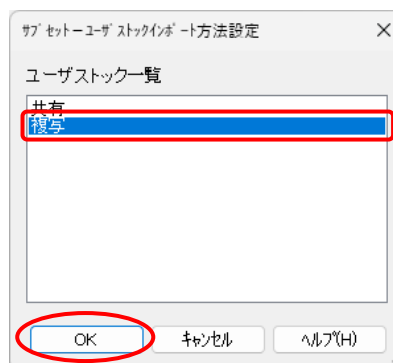 ｻﾌﾞｾｯﾄーﾕｰｻﾞｽﾄｯｸｲﾝﾎﾟｰﾄ方法設定
ユーザストック一覧
共有
複写
OK
ｷｬﾝｾﾙ
ﾍﾙﾌﾟ(H)